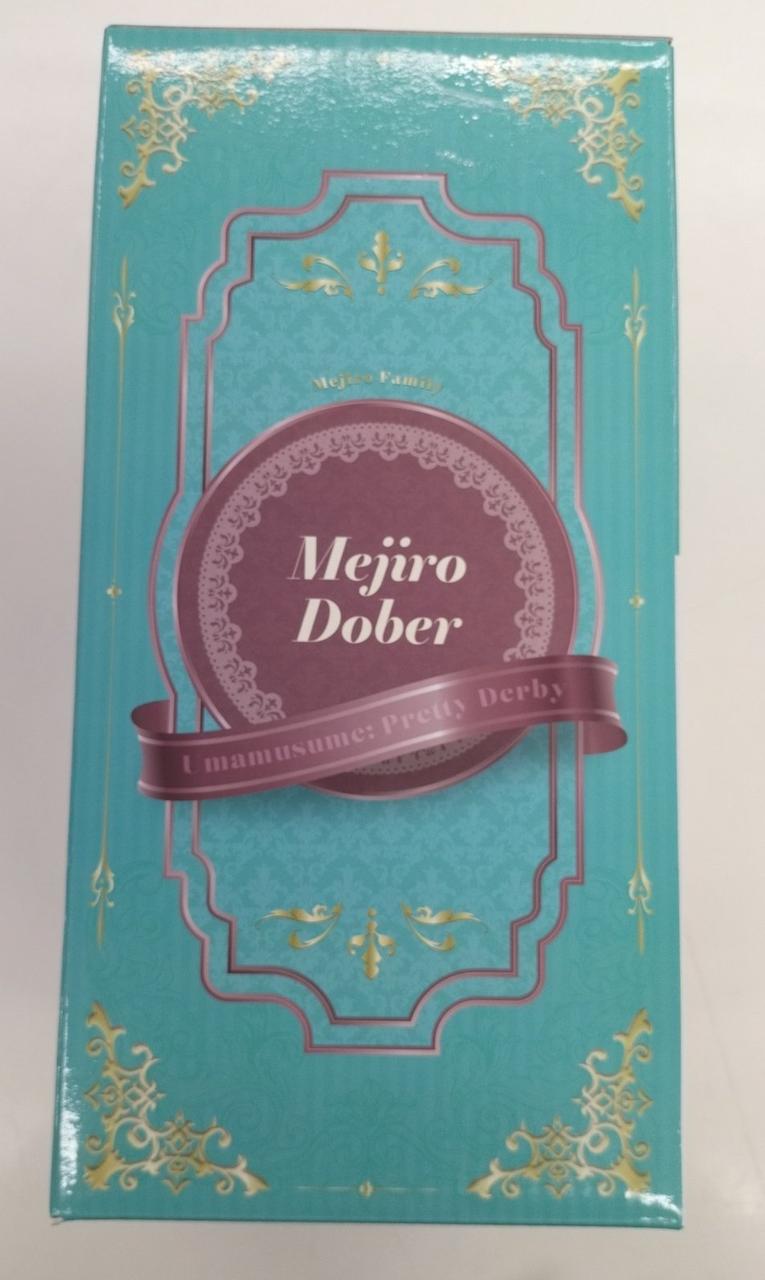 Mejiro Family
Mejiro
Dober
Umamusume: Pretty Derby